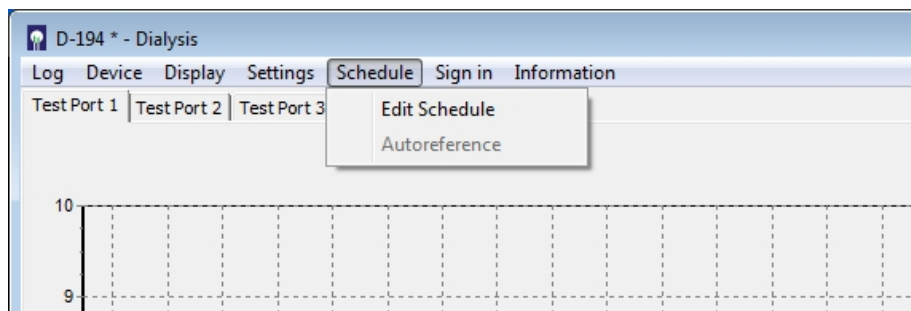 D-194 * - Dialysis
Log Device Display Settings Schedule Sign in Information
Test Port 1 Test Port 2 Test Port 3
Edit Schedule
Autoreference
10
9